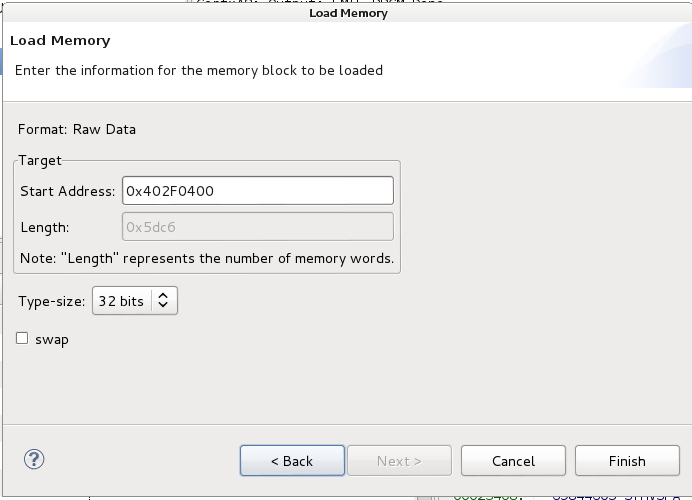 Load Memory
Load Memory
Enter the information for the memory block to be loaded
Format: Raw Data
Target
Start Address: 0x402F0400
Length: 0x5dc6
Note: "Length" represents the number of memory words.
Type-size: 32 bits
swap
? < Back Next > Cancel Finish